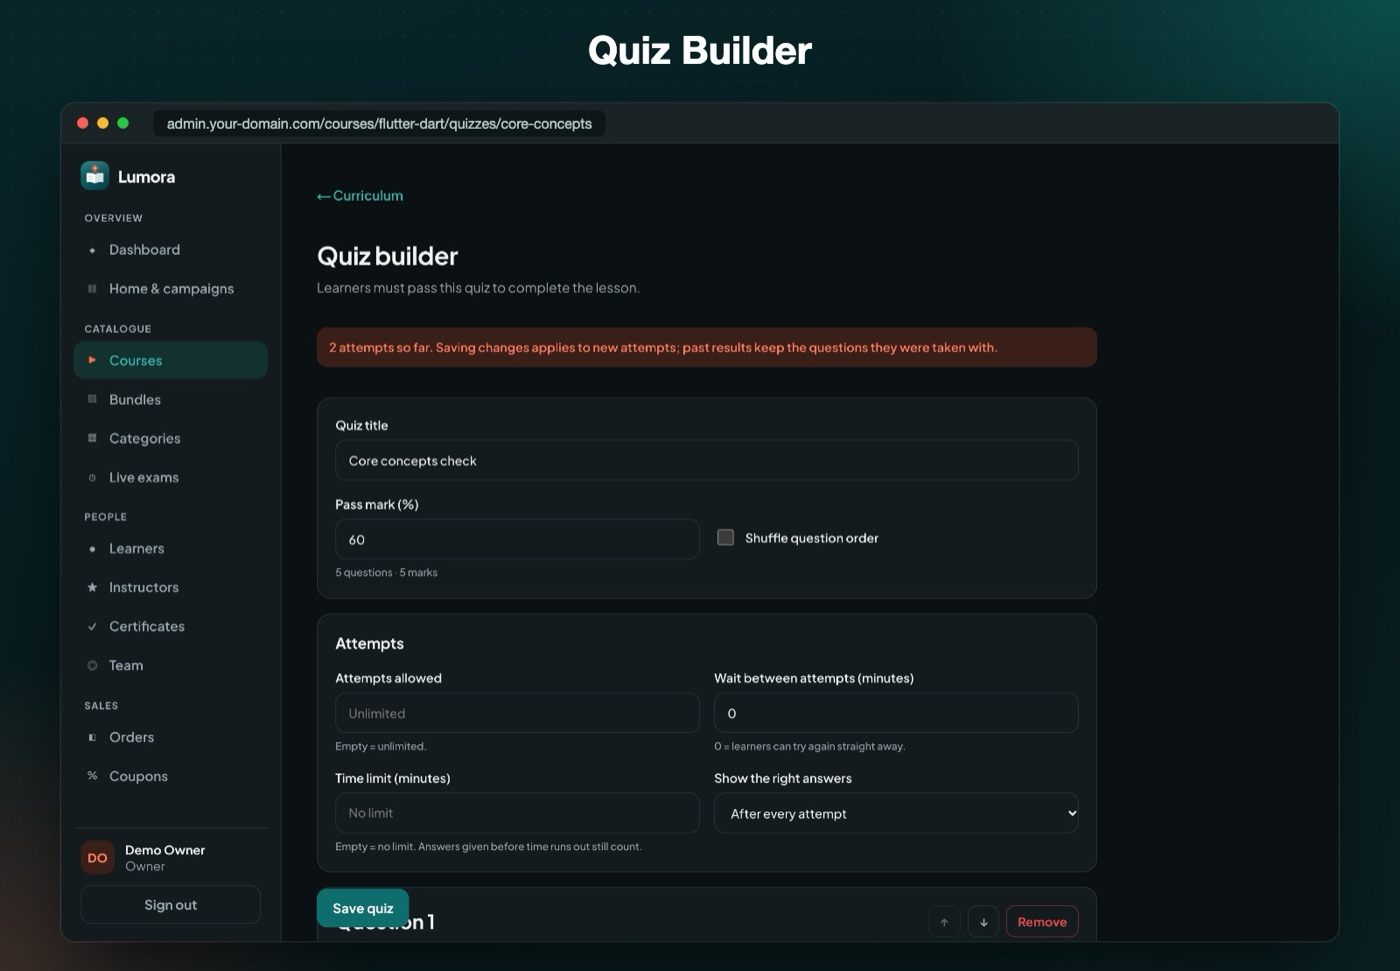 Quiz Builder
admin.your-domain.com/courses/flutter-dart/quizzes/core-concepts
Lumora
OVERVIEW
Dashboard
Home & campaigns
CATALOGUE
Courses
Bundles
Categories
Live exams
PEOPLE
Learners
Instructors
Certificates
Team
SALES
Orders
% Coupons
DO
Demo Owner
Owner
Sign out
← Curriculum
Quiz builder
Learners must pass this quiz to complete the lesson.
2 attempts so far. Saving changes applies to new attempts; past results keep the questions they were taken with.
Quiz title
Core concepts check
Pass mark (%)
60
Shuffle question order
5 questions · 5 marks
Attempts
Attempts allowed
Wait between attempts (minutes)
Unlimited
0
Empty = unlimited.
0 = learners can try again straight away.
Time limit (minutes)
Show the right answers
No limit
After every attempt
Empty = no limit. Answers given before time runs out still count.
Save quiz
Question 1
↑ ↓ Remove